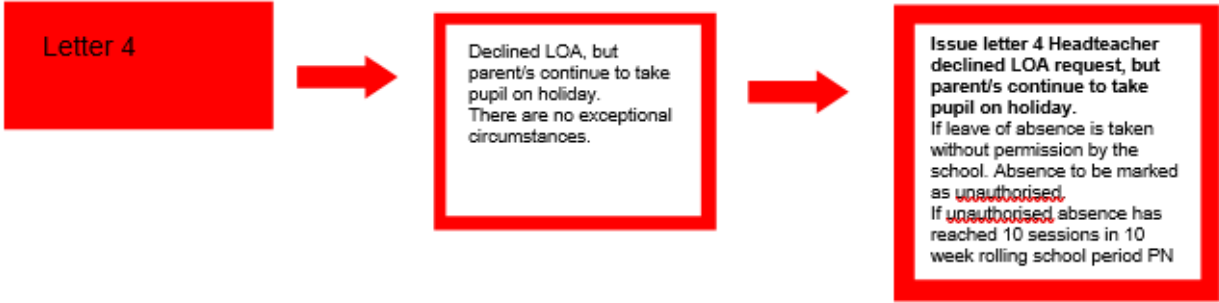 Letter 4
Declined LOA, but
parent/s continue to take
pupil on holiday.
There are no exceptional
circumstances.
Issue letter 4 Headteacher
declined LOA request, but
parent/s continue to take
pupil on holiday.
If leave of absence is taken
without permission by the
school. Absence to be marked
as unauthorised.
If unauthorised absence has
reached 10 sessions in 10
week rolling school period PN